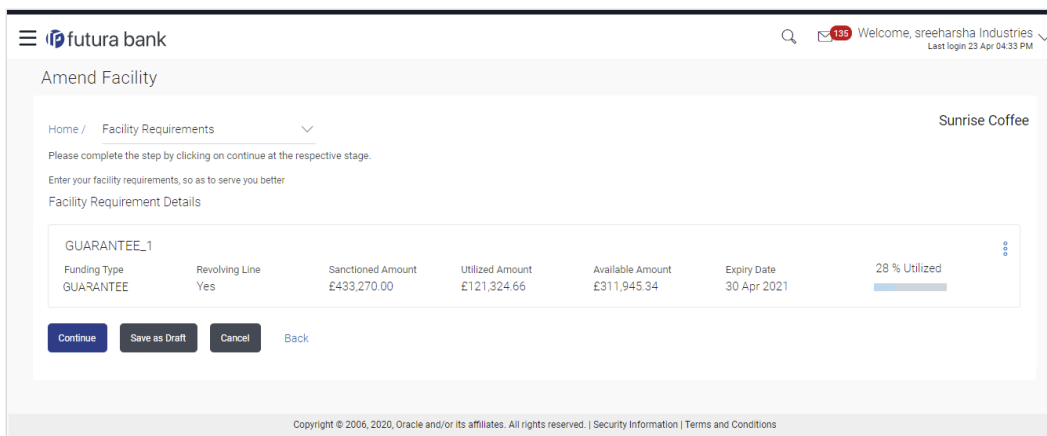 futura bank
135 Welcome, sreeharsha Industries
Last login 23 Apr 04:33 PM
Amend Facility
Sunrise Coffee
Home / Facility Requirements
Please complete the step by clicking on continue at the respective stage.
Enter your facility requirements, so as to serve you better
Facility Requirement Details
GUARANTEE_1
Funding Type Revolving Line Sanctioned Amount Utilized Amount Available Amount Expiry Date 28 % Utilized
GUARANTEE Yes £433,270.00 £121,324.66 £311,945.34 30 Apr 2021
Continue Save as Draft Cancel Back
Copyright © 2006, 2020, Oracle and/or its affiliates. All rights reserved. | Security Information | Terms and Conditions